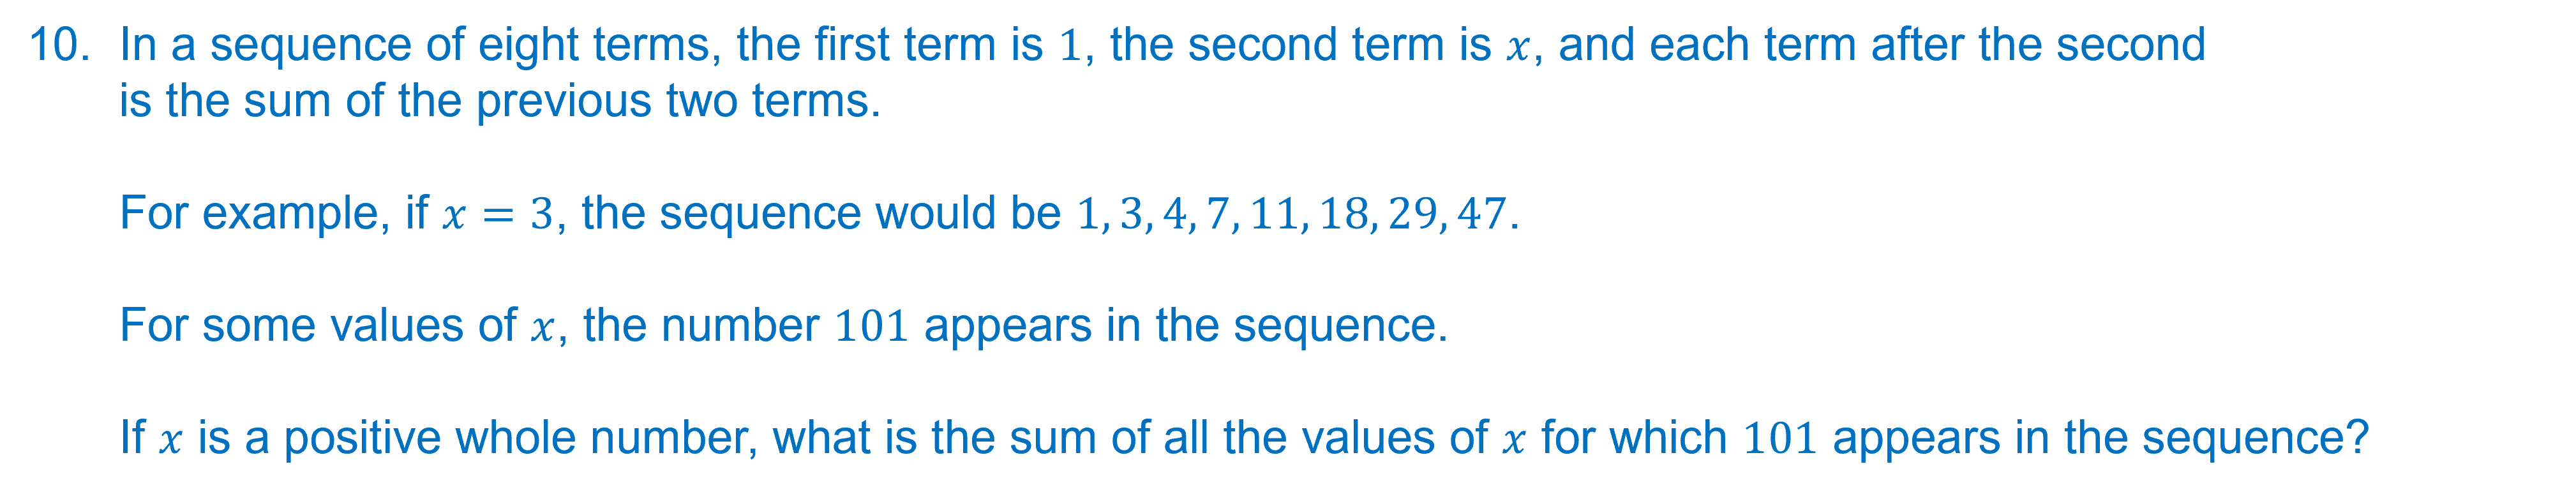 10. In a sequence of eight terms, the first term is 1, the second term is x, and each term after the second
is the sum of the previous two terms.
For example, if x = 3, the sequence would be 1, 3, 4, 7, 11, 18, 29, 47.
For some values of x, the number 101 appears in the sequence.
If x is a positive whole number, what is the sum of all the values of x for which 101 appears in the sequence?